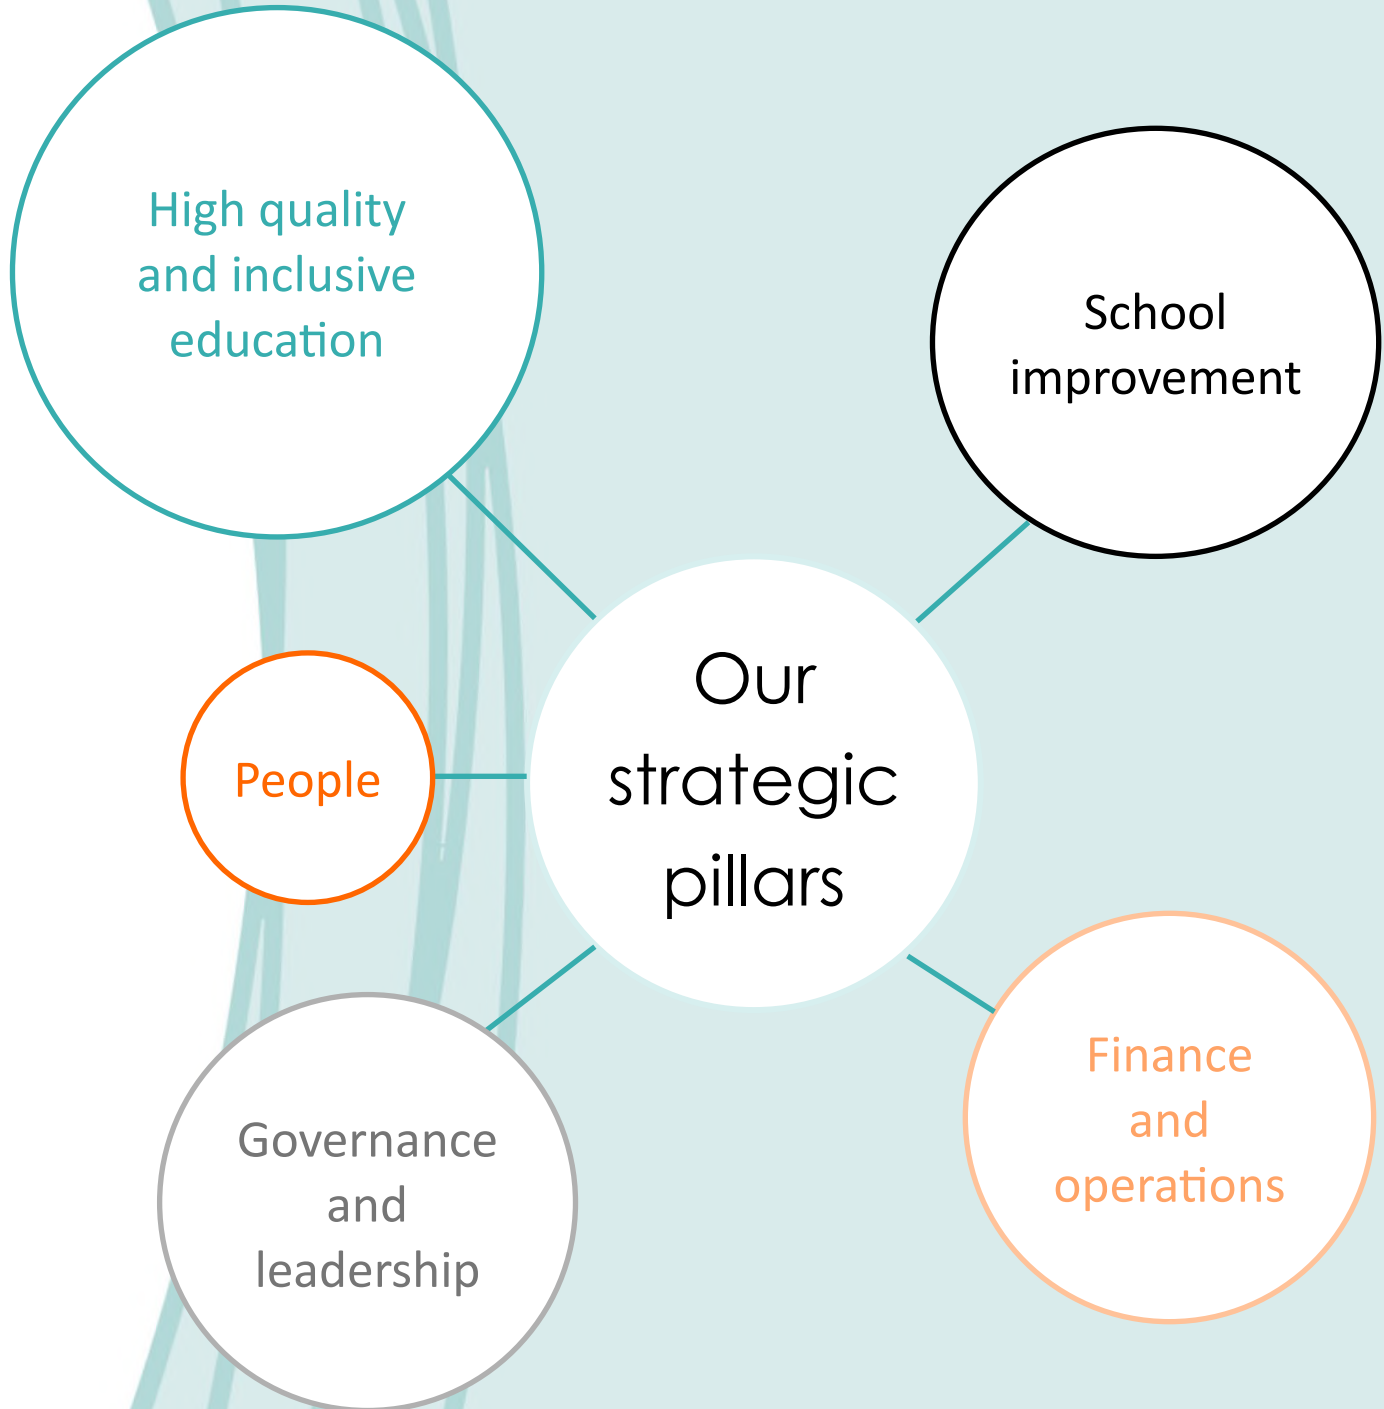 High quality
and inclusive
education
School
improvement
Our
strategic
pillars
People
Governance
and
leadership
Finance
and
operations